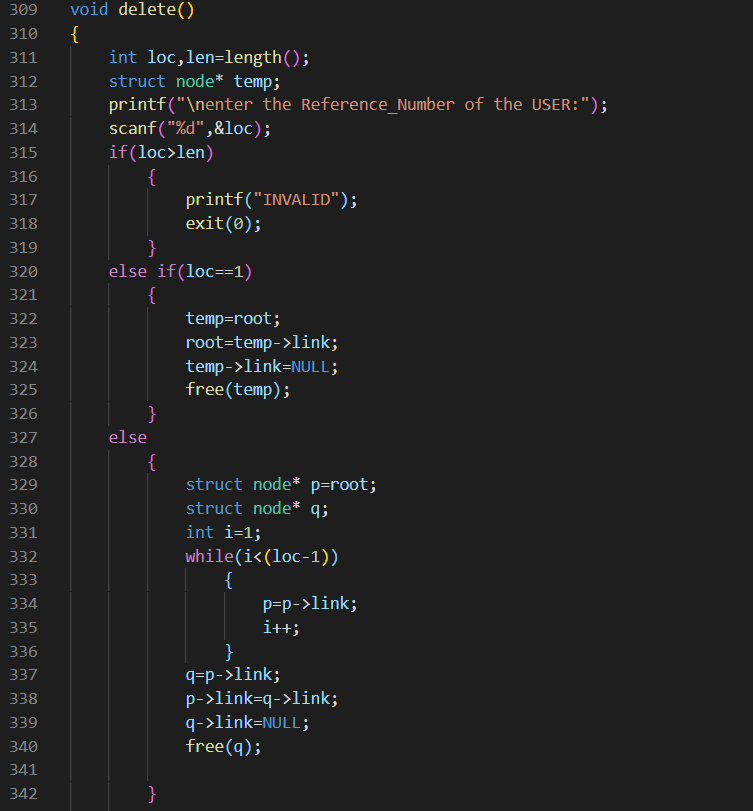 309 void delete()
310 {
311 int loc,len=length();
312 struct node* temp;
313 printf("\nenter the Reference_Number of the USER:");
314 scanf("%d",&loc);
315 if(loc>len)
316 {
317 printf("INVALID");
318 exit(0);
319 }
320 else if(loc==1)
321 {
322 temp=root;
323 root=temp->link;
324 temp->link=NULL;
325 free(temp);
326 }
327 else
328 {
329 struct node* p=root;
330 struct node* q;
331 int i=1;
332 while(i<(loc-1))
333 {
334 p=p->link;
335 i++;
336 }
337 q=p->link;
338 p->link=q->link;
339 q->link=NULL;
340 free(q);
341
342 }